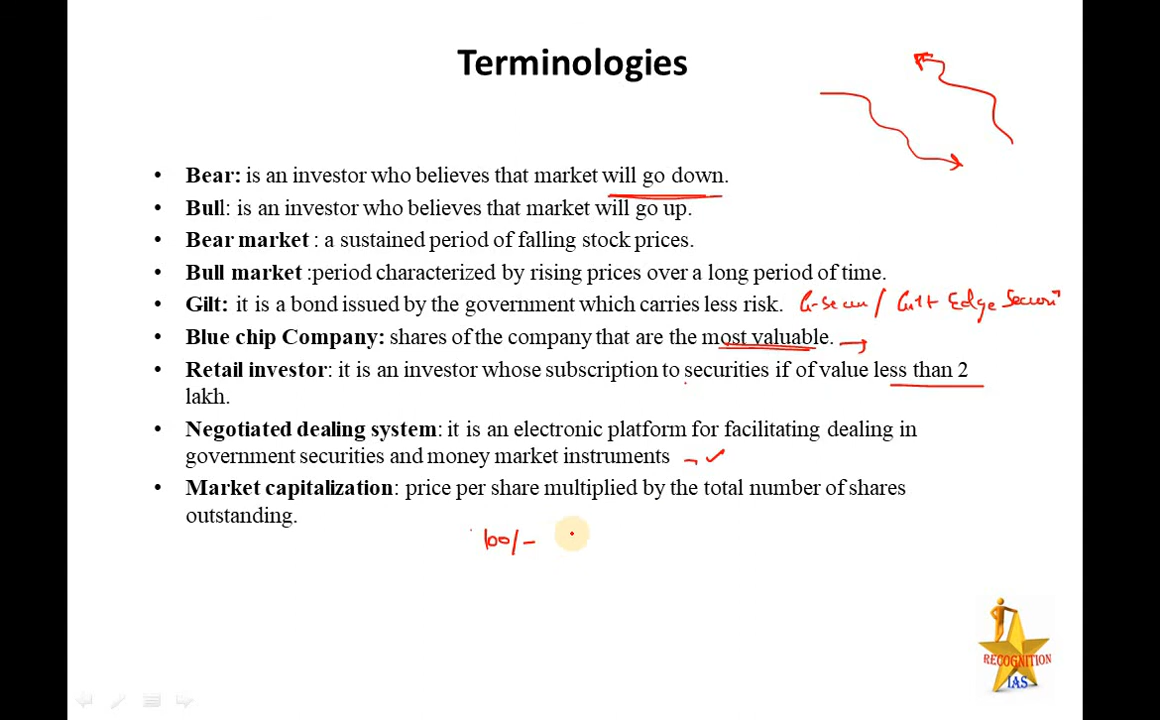 Terminologies
• Bear: is an investor who believes that market will go down.
• Bull: is an investor who believes that market will go up.
• Bear market : a sustained period of falling stock prices.
• Bull market :period characterized by rising prices over a long period of time.
• Gilt: it is a bond issued by the government which carries less risk. / Edge
• Blue chip Company: shares of the company that are the most valuable.
• Retail investor: it is an investor whose subscription to securities if of value less than 2
lakh.
• Negotiated dealing system: it is an electronic platform for facilitating dealing in
government securities and money market instruments
• Market capitalization: price per share multiplied by the total number of shares
outstanding.
100/-
RECOGNITION
IAS